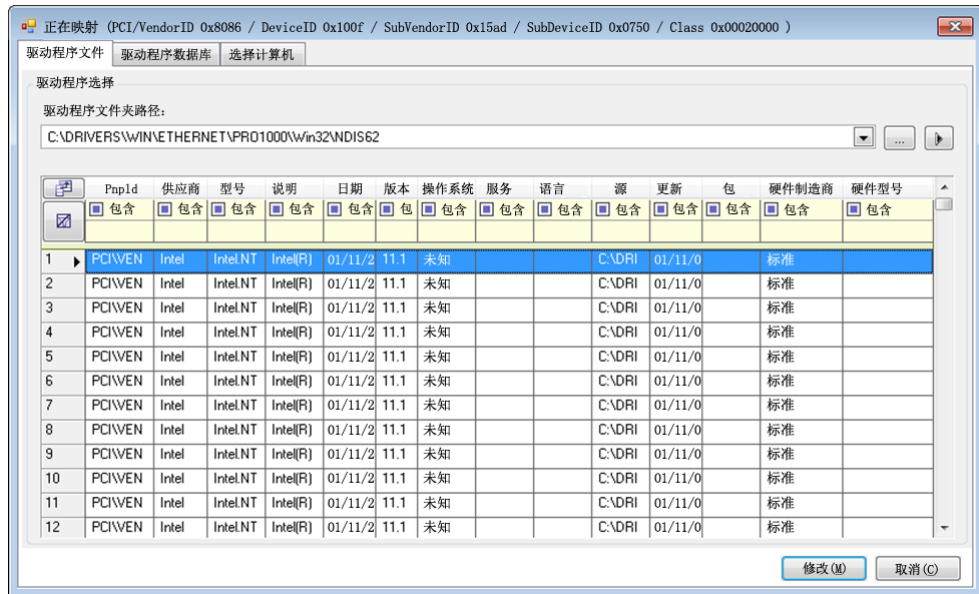 正在映射 (PCI/VendorID 0x8086 / DeviceID 0x100f / SubVendorID 0x15ad / SubDeviceID 0x0750 / Class 0x00020000 )
驱动程序文件 驱动程序数据库 选择计算机
驱动程序选择
驱动程序文件夹路径:
C:\DRIVERS\WIN\ETHERNET\PRO1000\Win32\NDIS62 ...
PnpId 供应商 型号 说明 日期 版本 操作系统 服务 语言 源 更新 包 硬件制造商 硬件型号
包含 包含 包含 包含 包含 包 包含 包含 包含 包含 包含 包含 包含 包含
1 PCI\VEN Intel Intel.NT Intel(R) 01/11/2 11.1 未知 C:\DRI 01/11/0 标准
2 PCI\VEN Intel Intel.NT Intel(R) 01/11/2 11.1 未知 C:\DRI 01/11/0 标准
3 PCI\VEN Intel Intel.NT Intel(R) 01/11/2 11.1 未知 C:\DRI 01/11/0 标准
4 PCI\VEN Intel Intel.NT Intel(R) 01/11/2 11.1 未知 C:\DRI 01/11/0 标准
5 PCI\VEN Intel Intel.NT Intel(R) 01/11/2 11.1 未知 C:\DRI 01/11/0 标准
6 PCI\VEN Intel Intel.NT Intel(R) 01/11/2 11.1 未知 C:\DRI 01/11/0 标准
7 PCI\VEN Intel Intel.NT Intel(R) 01/11/2 11.1 未知 C:\DRI 01/11/0 标准
8 PCI\VEN Intel Intel.NT Intel(R) 01/11/2 11.1 未知 C:\DRI 01/11/0 标准
9 PCI\VEN Intel Intel.NT Intel(R) 01/11/2 11.1 未知 C:\DRI 01/11/0 标准
10 PCI\VEN Intel Intel.NT Intel(R) 01/11/2 11.1 未知 C:\DRI 01/11/0 标准
11 PCI\VEN Intel Intel.NT Intel(R) 01/11/2 11.1 未知 C:\DRI 01/11/0 标准
12 PCI\VEN Intel Intel.NT Intel(R) 01/11/2 11.1 未知 C:\DRI 01/11/0 标准
修改(M) 取消(C)